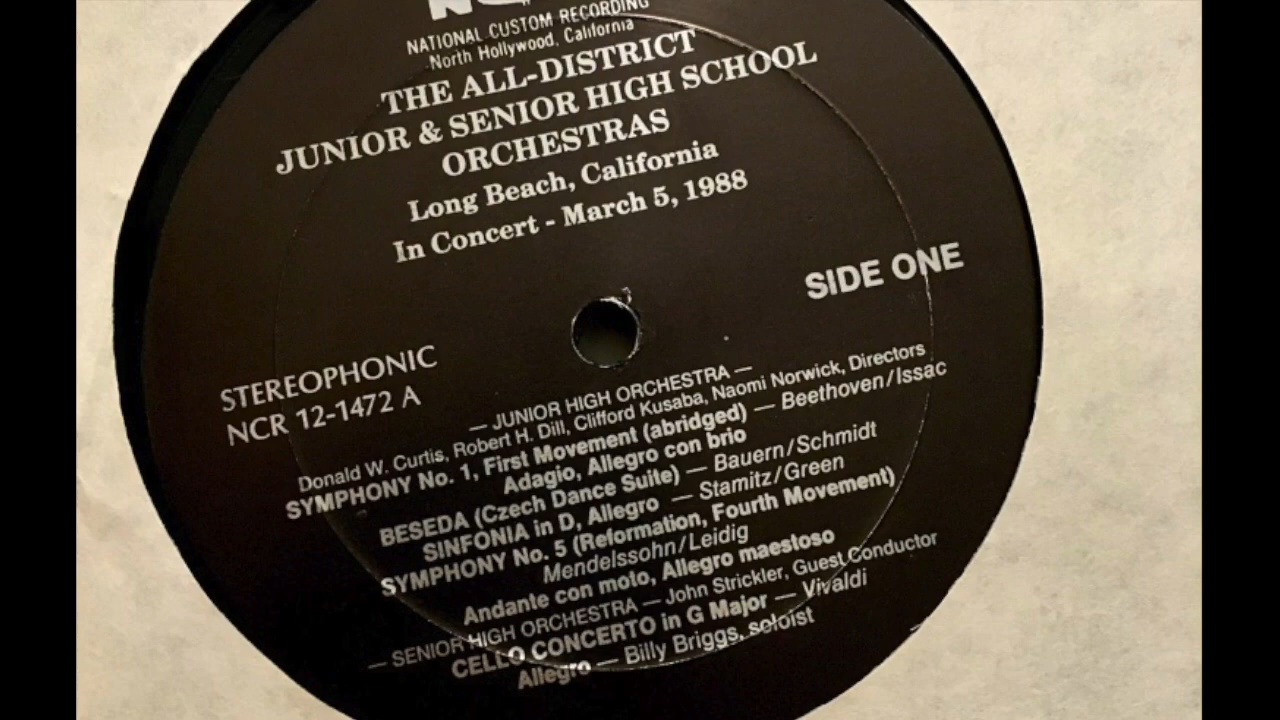 NATIONAL CUSTOM RECORDING
North Hollywood, California
THE ALL-DISTRICT
JUNIOR & SENIOR HIGH SCHOOL
ORCHESTRAS
Long Beach, California
In Concert - March 5, 1988
SIDE ONE
STEREOPHONIC
NCR 12-1472 A
— JUNIOR HIGH ORCHESTRA —
Donald W. Curtis, Robert H. Dill, Clifford Kusaba, Naomi Norwick, Directors
SYMPHONY No. 1, First Movement (abridged) — Beethoven/Issac
Adagio, Allegro con brio
BESEDA (Czech Dance Suite) — Bauern/Schmidt
SINFONIA in D, Allegro — Stamitz/Green
SYMPHONY No. 5 (Reformation, Fourth Movement)
Mendelssohn/Leidig
Andante con moto, Allegro maestoso
— SENIOR HIGH ORCHESTRA — John Strickler, Guest Conductor
CELLO CONCERTO in G Major — Vivaldi
Allegro — Billy Briggs, soloist